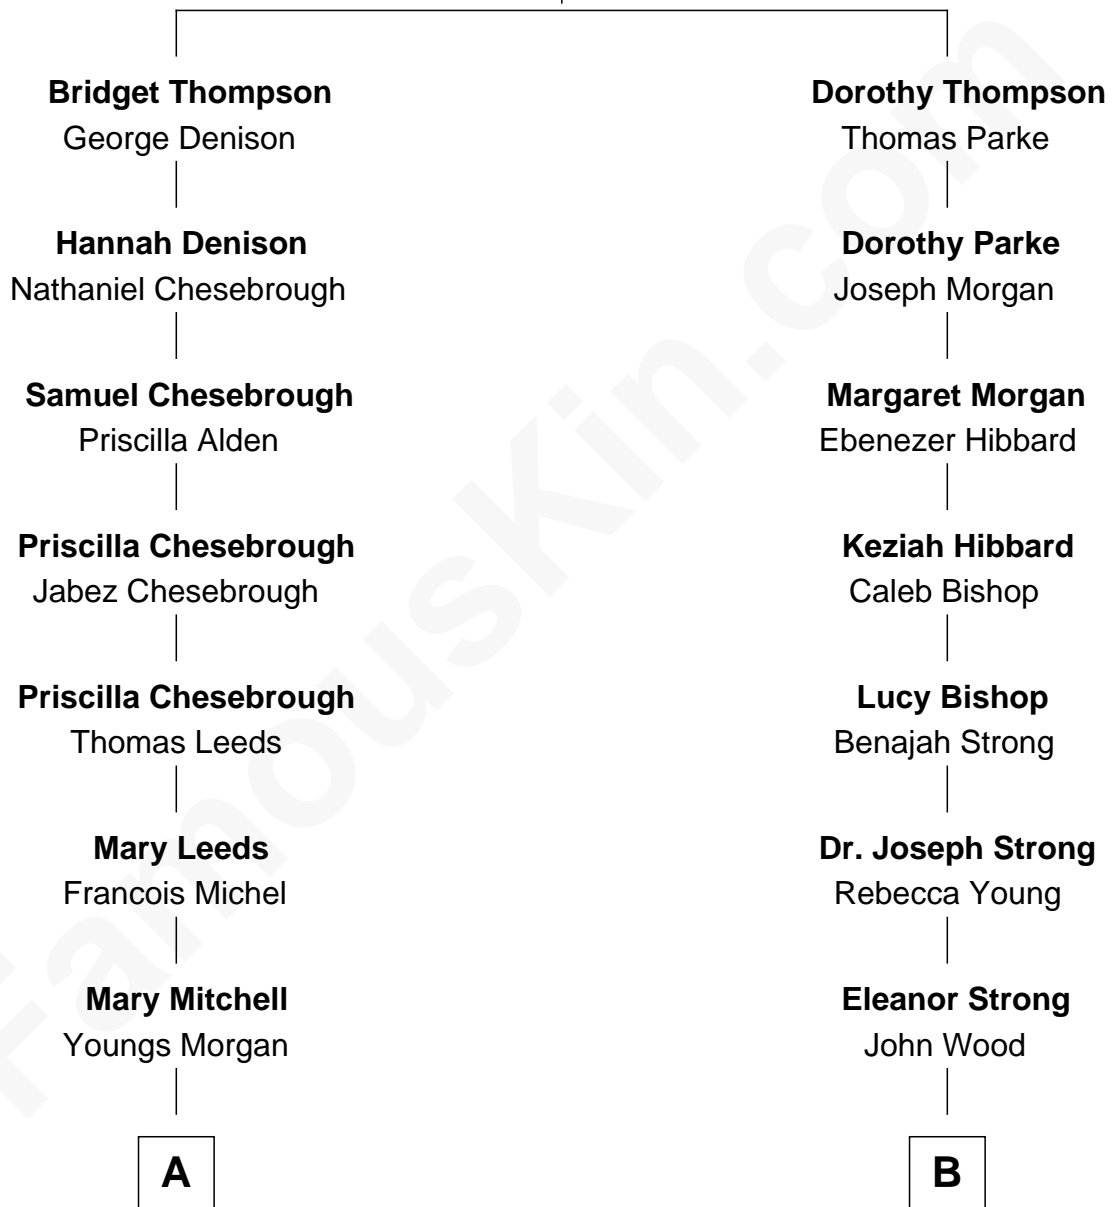 Bridget Thompson
George Denison
Hannah Denison
Nathaniel Chesebrough
Samuel Chesebrough
Priscilla Alden
Priscilla Chesebrough
Jabez Chesebrough
Priscilla Chesebrough
Thomas Leeds
Mary Leeds
Francois Michel
Mary Mitchell
Youngs Morgan
A
Dorothy Thompson
Thomas Parke
Dorothy Parke
Joseph Morgan
Margaret Morgan
Ebenezer Hibbard
Keziah Hibbard
Caleb Bishop
Lucy Bishop
Benajah Strong
Dr. Joseph Strong
Rebecca Young
Eleanor Strong
John Wood
B
FamousKin.com